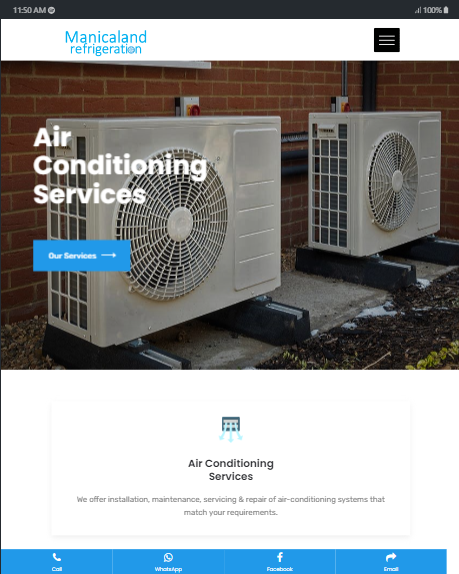 11:50 AM
100%
Manicaland
refrigeration
Air
Conditioning
Services
Our Services
Air Conditioning
Services
We offer installation, maintenance, servicing & repair of air-conditioning systems that
match your requirements.
Call WhatsApp Facebook Email